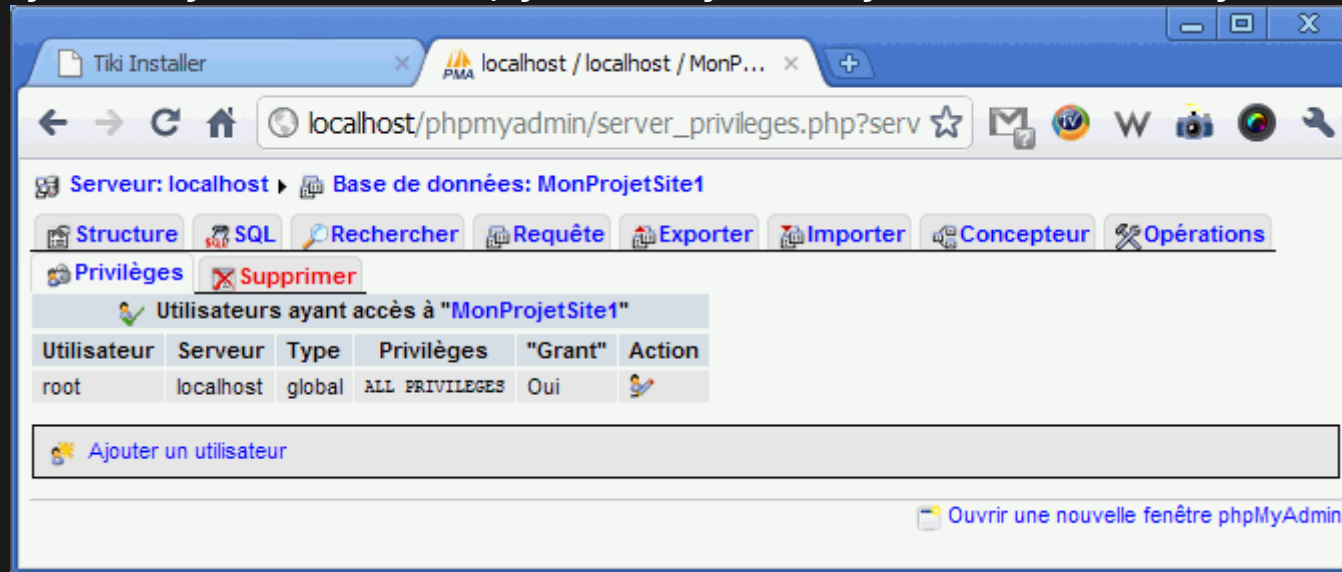 Tiki Installer
PMA localhost / localhost / MonP...
localhost/phpmyadmin/server_privileges.php?serv
Serveur: localhost Base de données: MonProjetSite1
Structure SQL Rechercher Requête Exporter Importer Concepteur Opérations
Privilèges Supprimer
Utilisateurs ayant accès à "MonProjetSite1"
Utilisateur Serveur Type Privilèges "Grant" Action
root localhost global ALL PRIVILEGES Oui
Ajouter un utilisateur
Ouvrir une nouvelle fenêtre phpMyAdmin